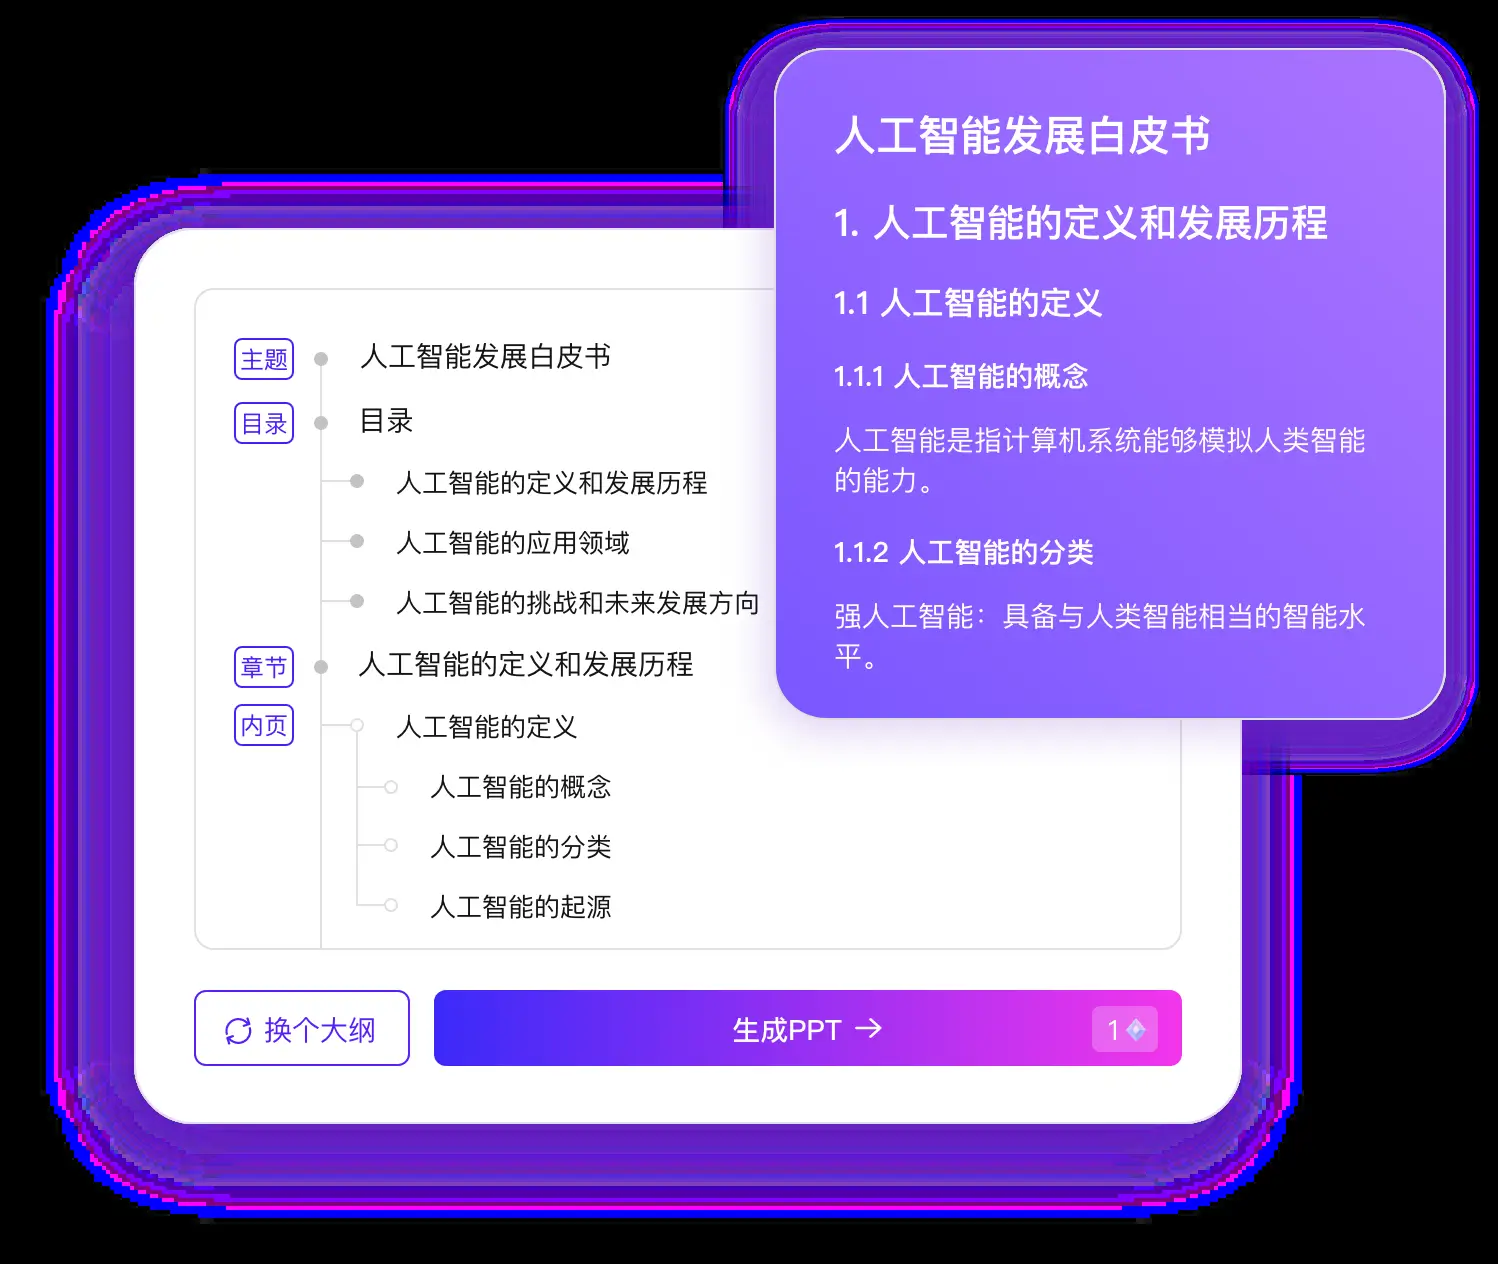 人工智能发展白皮书
1. 人工智能的定义和发展历程
1.1 人工智能的定义
1.1.1 人工智能的概念
人工智能是指计算机系统能够模拟人类智能
的能力。
1.1.2 人工智能的分类
强人工智能：具备与人类智能相当的智能水
平。
主题 人工智能发展白皮书
目录 目录
人工智能的定义和发展历程
人工智能的应用领域
人工智能的挑战和未来发展方向
章节 人工智能的定义和发展历程
内页 人工智能的定义
人工智能的概念
人工智能的分类
人工智能的起源
换个大纲 生成PPT → 1